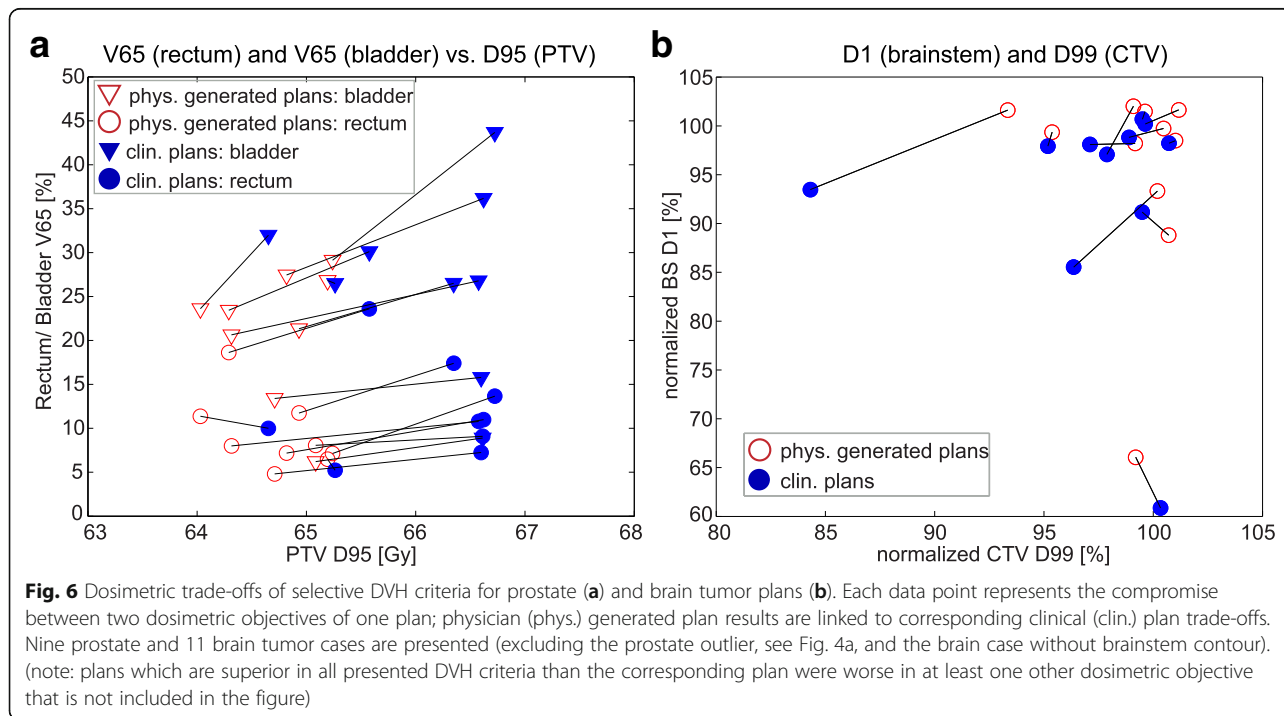 a
V65 (rectum) and V65 (bladder) vs. D95 (PTV)
50
45
40
35
30
25
20
15
10
5
0
Rectum/ Bladder V65 [%]
phys. generated plans: bladder
phys. generated plans: rectum
clin. plans: bladder
clin. plans: rectum
63 64 65 66 67 68
PTV D95 [Gy]
b
D1 (brainstem) and D99 (CTV)
105
100
95
90
85
80
75
70
65
60
normalized BS D1 [%]
phys. generated plans
clin. plans
80 85 90 95 100 105
normalized CTV D99 [%]
Fig. 6 Dosimetric trade-offs of selective DVH criteria for prostate (a) and brain tumor plans (b). Each data point represents the compromise
between two dosimetric objectives of one plan; physician (phys.) generated plan results are linked to corresponding clinical (clin.) plan trade-offs.
Nine prostate and 11 brain tumor cases are presented (excluding the prostate outlier, see Fig. 4a, and the brain case without brainstem contour).
(note: plans which are superior in all presented DVH criteria than the corresponding plan were worse in at least one other dosimetric objective
that is not included in the figure)